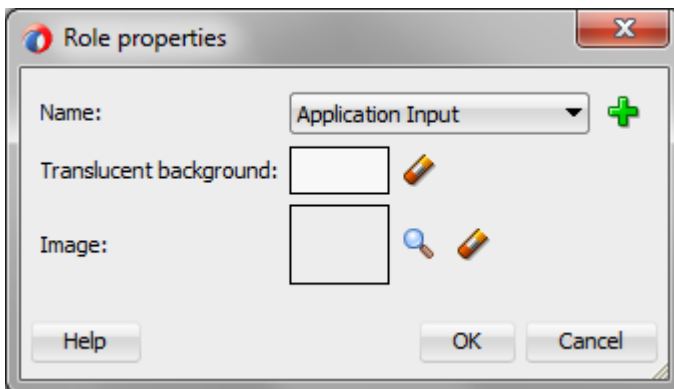 Role properties
Name:
Application Input
Translucent background:
Image:
Help
OK
Cancel